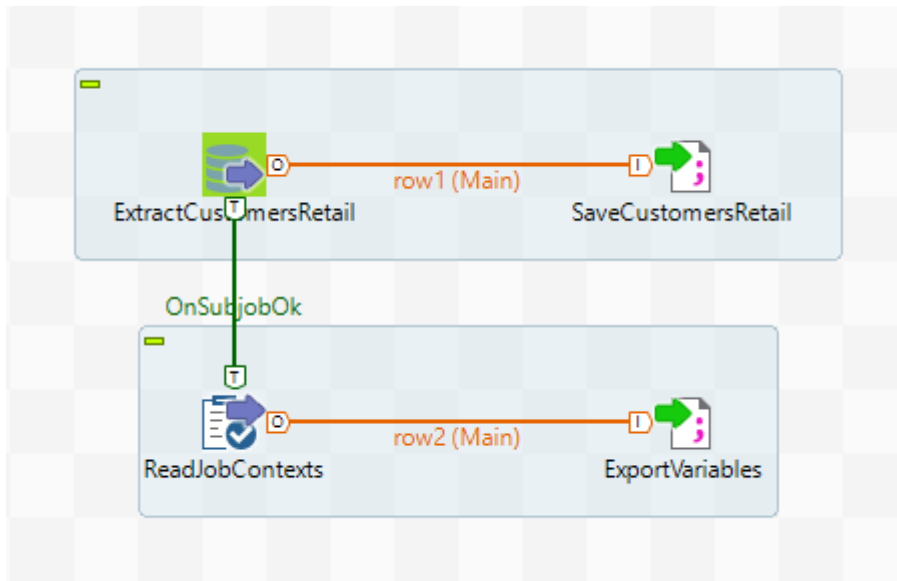 O
row1 (Main)
I
ExtractCustomersRetail
T
SaveCustomersRetail
OnSubjobOk
T
O
row2 (Main)
I
ReadJobContexts
ExportVariables